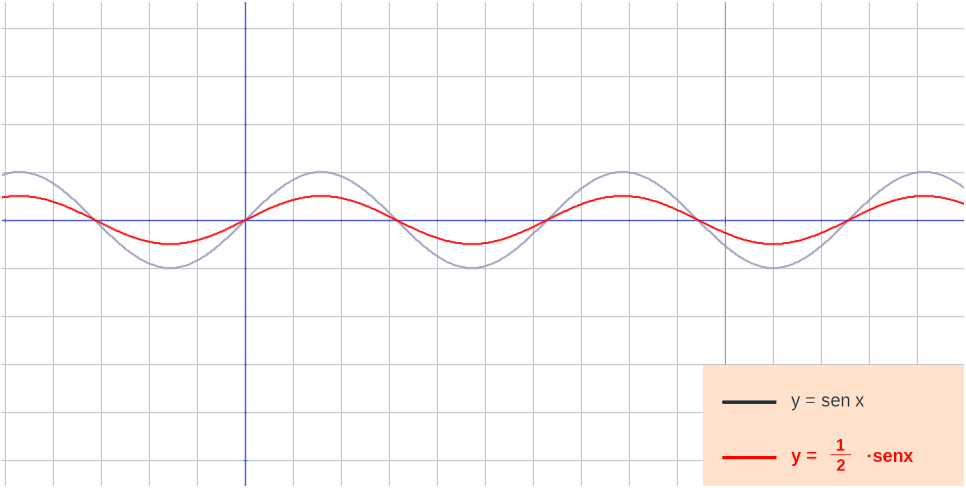 y = sen x
y = 1/2 ·senx